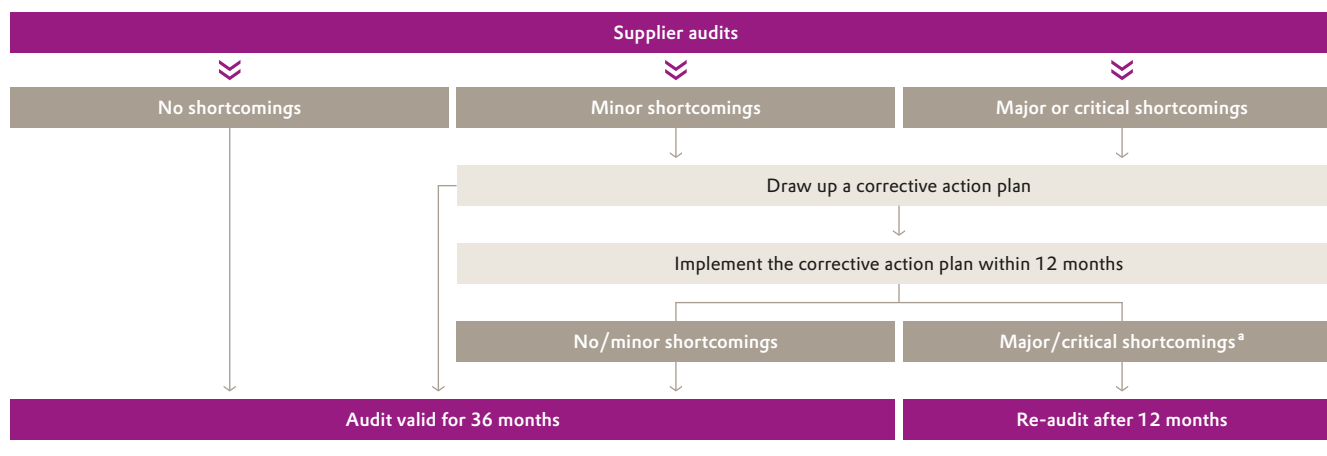 Supplier audits
No shortcomings
Minor shortcomings
Major or critical shortcomings
Draw up a corrective action plan
Implement the corrective action plan within 12 months
No/minor shortcomings
Major/critical shortcomings a
Audit valid for 36 months
Re-audit after 12 months